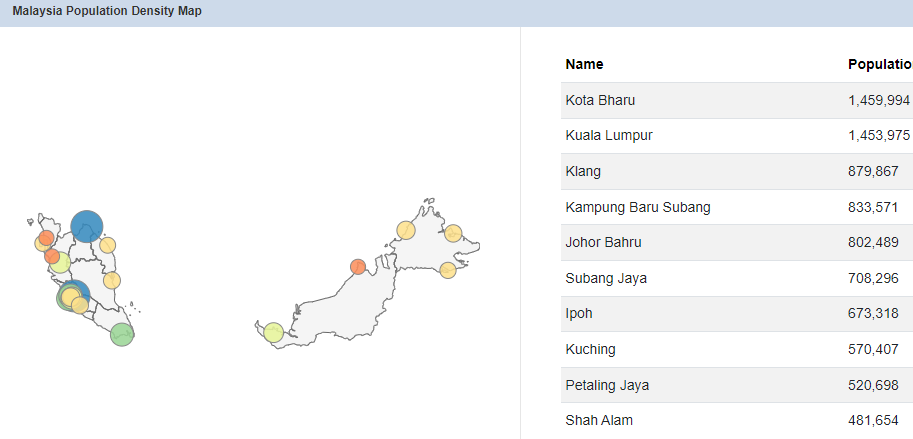 Malaysia Population Density Map
Name Populatio
Kota Bharu 1,459,994
Kuala Lumpur 1,453,975
Klang 879,867
Kampung Baru Subang 833,571
Johor Bahru 802,489
Subang Jaya 708,296
Ipoh 673,318
Kuching 570,407
Petaling Jaya 520,698
Shah Alam 481,654